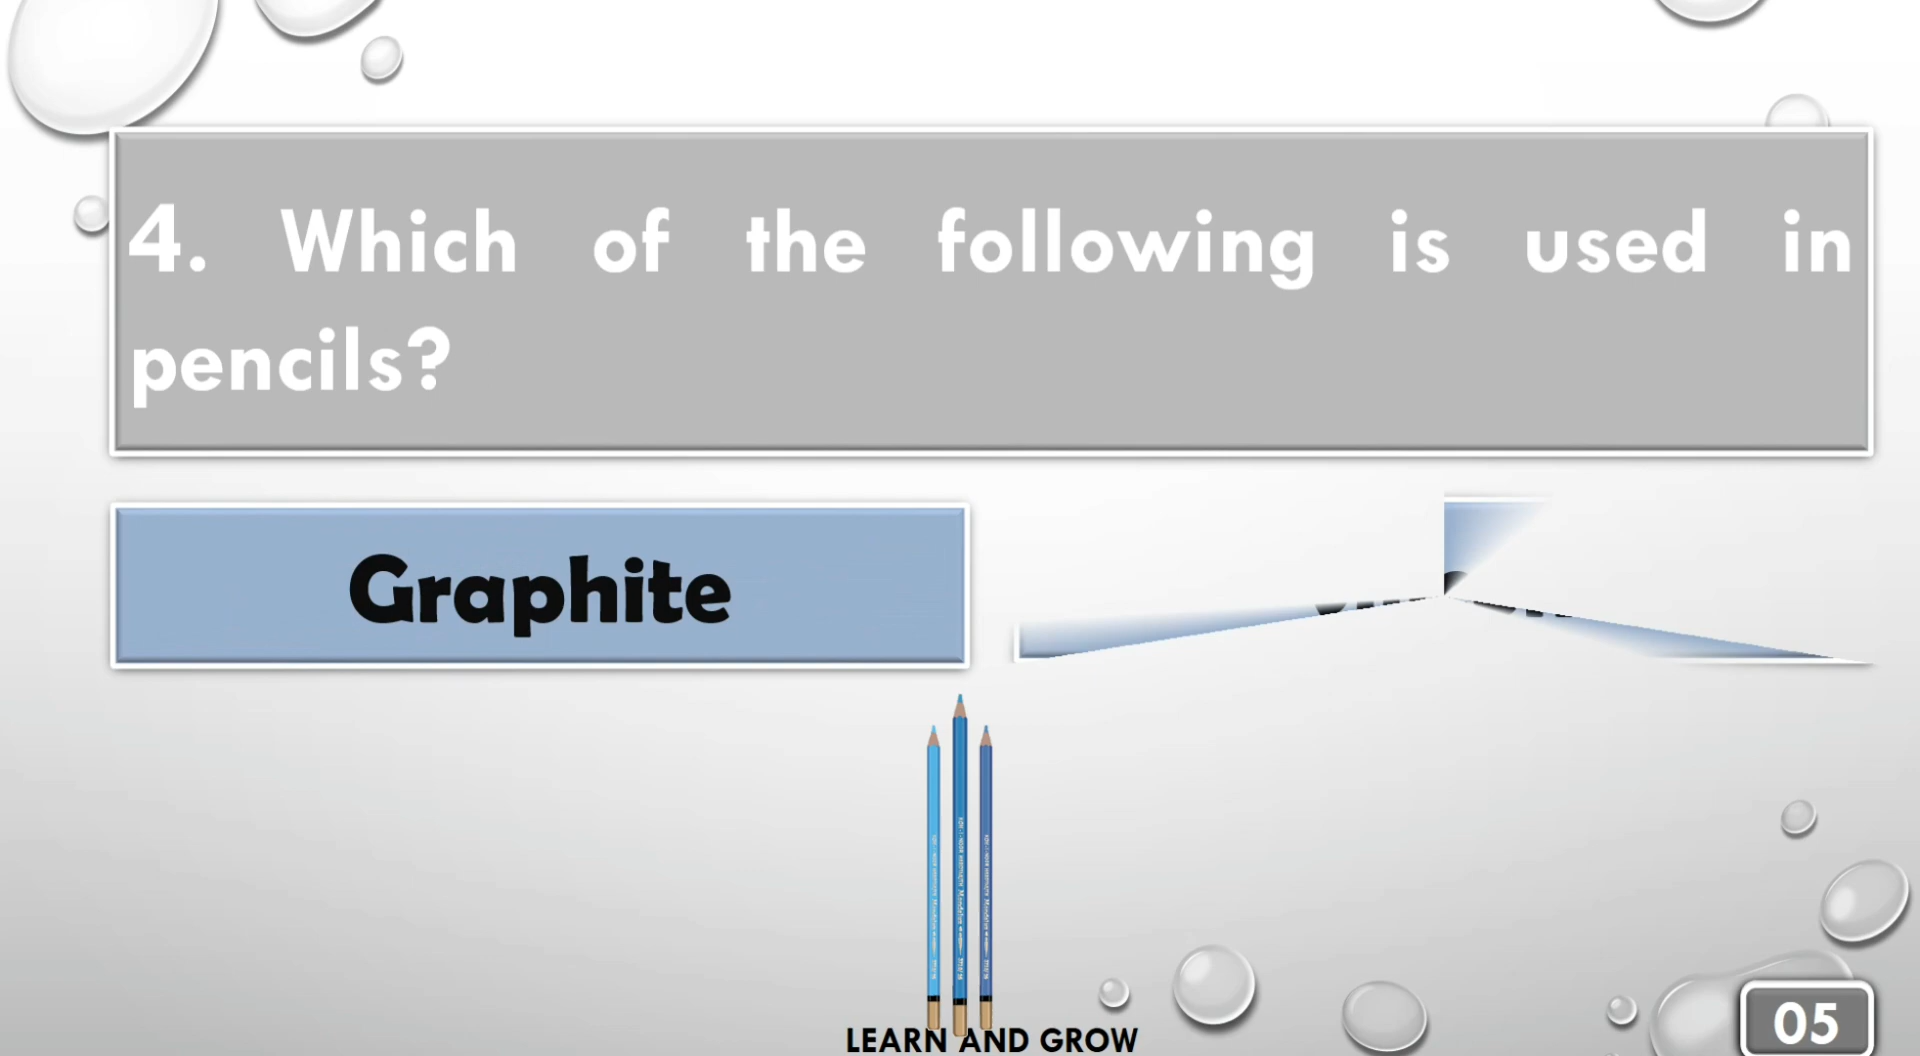 4. Which of the following is used in
pencils?
Graphite
LEARN AND GROW
05